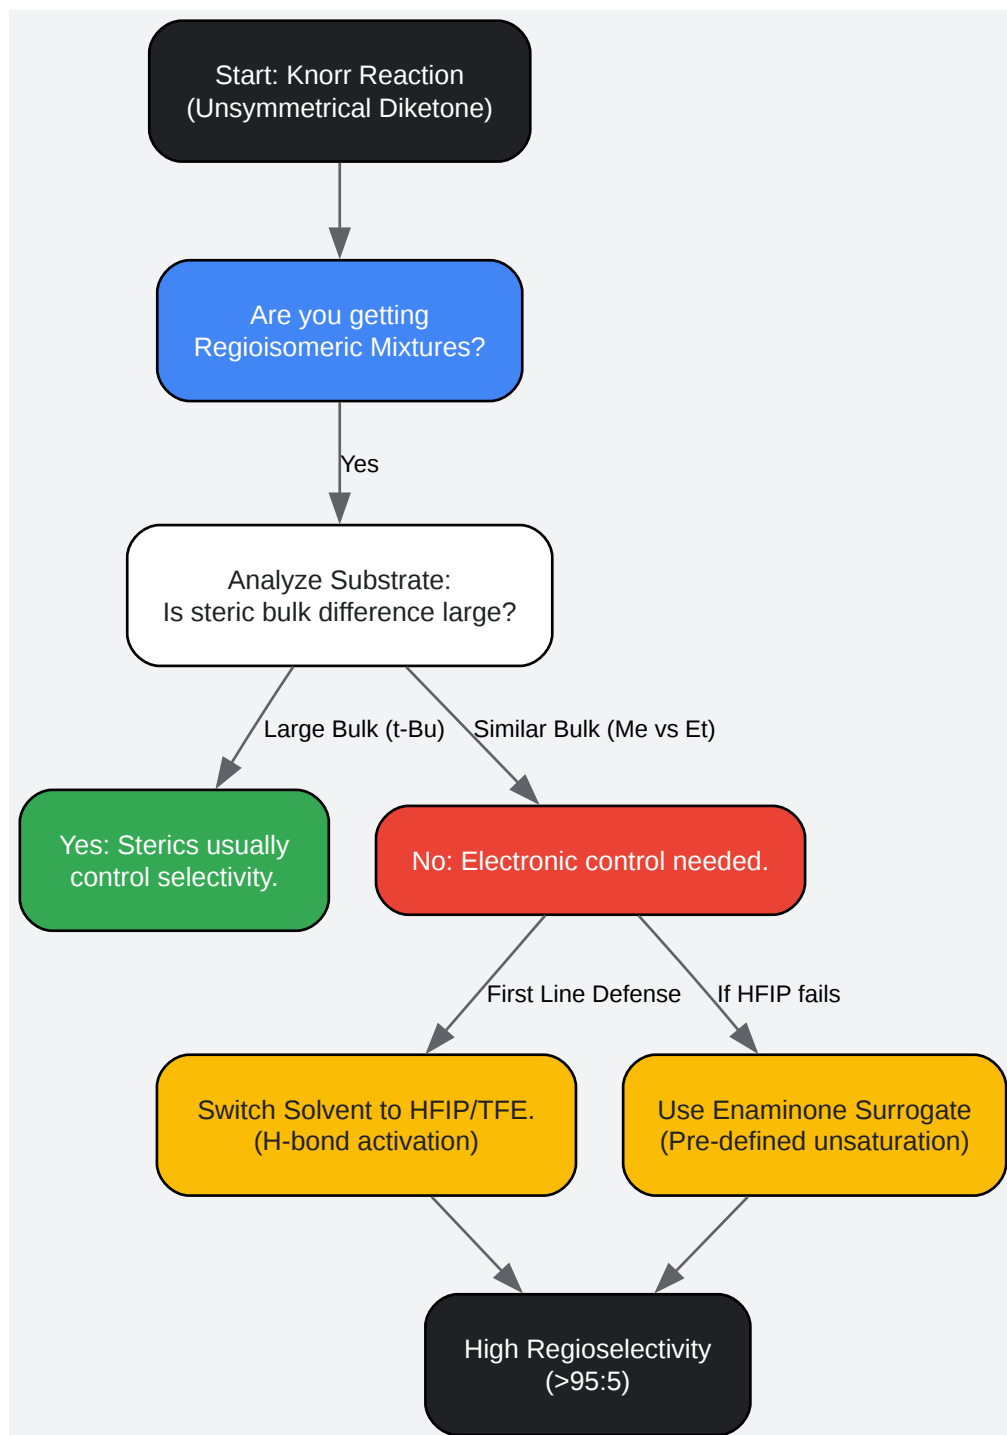 Start: Knorr Reaction
(Unsymmetrical Diketone)
Are you getting
Regioisomeric Mixtures?
Yes
Analyze Substrate:
Is steric bulk difference large?
Large Bulk (t-Bu)
Similar Bulk (Me vs Et)
Yes: Sterics usually
control selectivity.
No: Electronic control needed.
First Line Defense
If HFIP fails
Switch Solvent to HFIP/TFE.
(H-bond activation)
Use Enaminone Surrogate
(Pre-defined unsaturation)
High Regioselectivity
(>95:5)